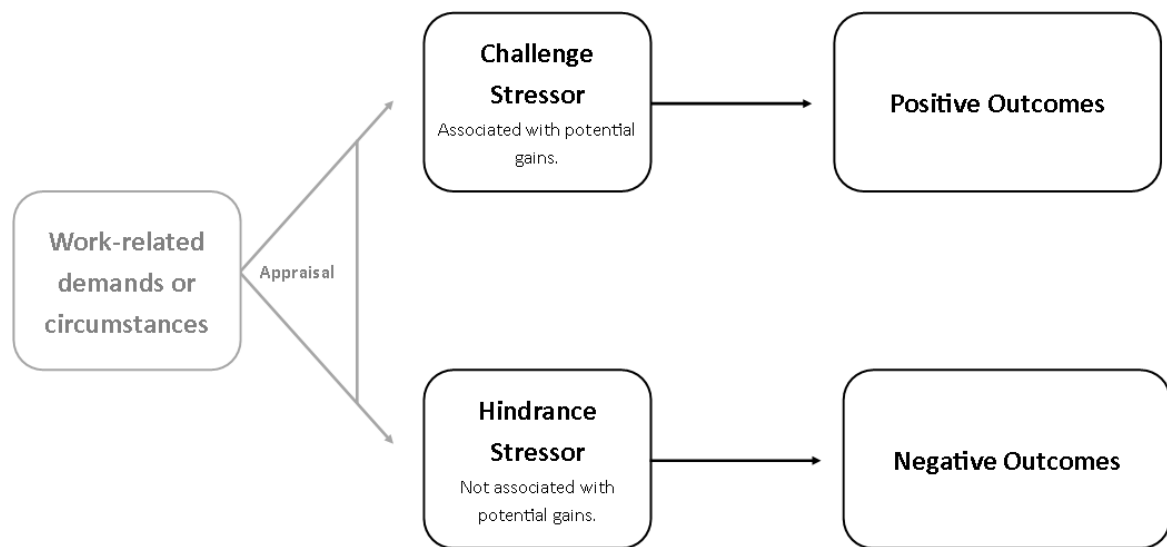 Work-related
demands or
circumstances
Appraisal
Challenge
Stressor
Associated with potential
gains.
Positive Outcomes
Hindrance
Stressor
Not associated with
potential gains.
Negative Outcomes